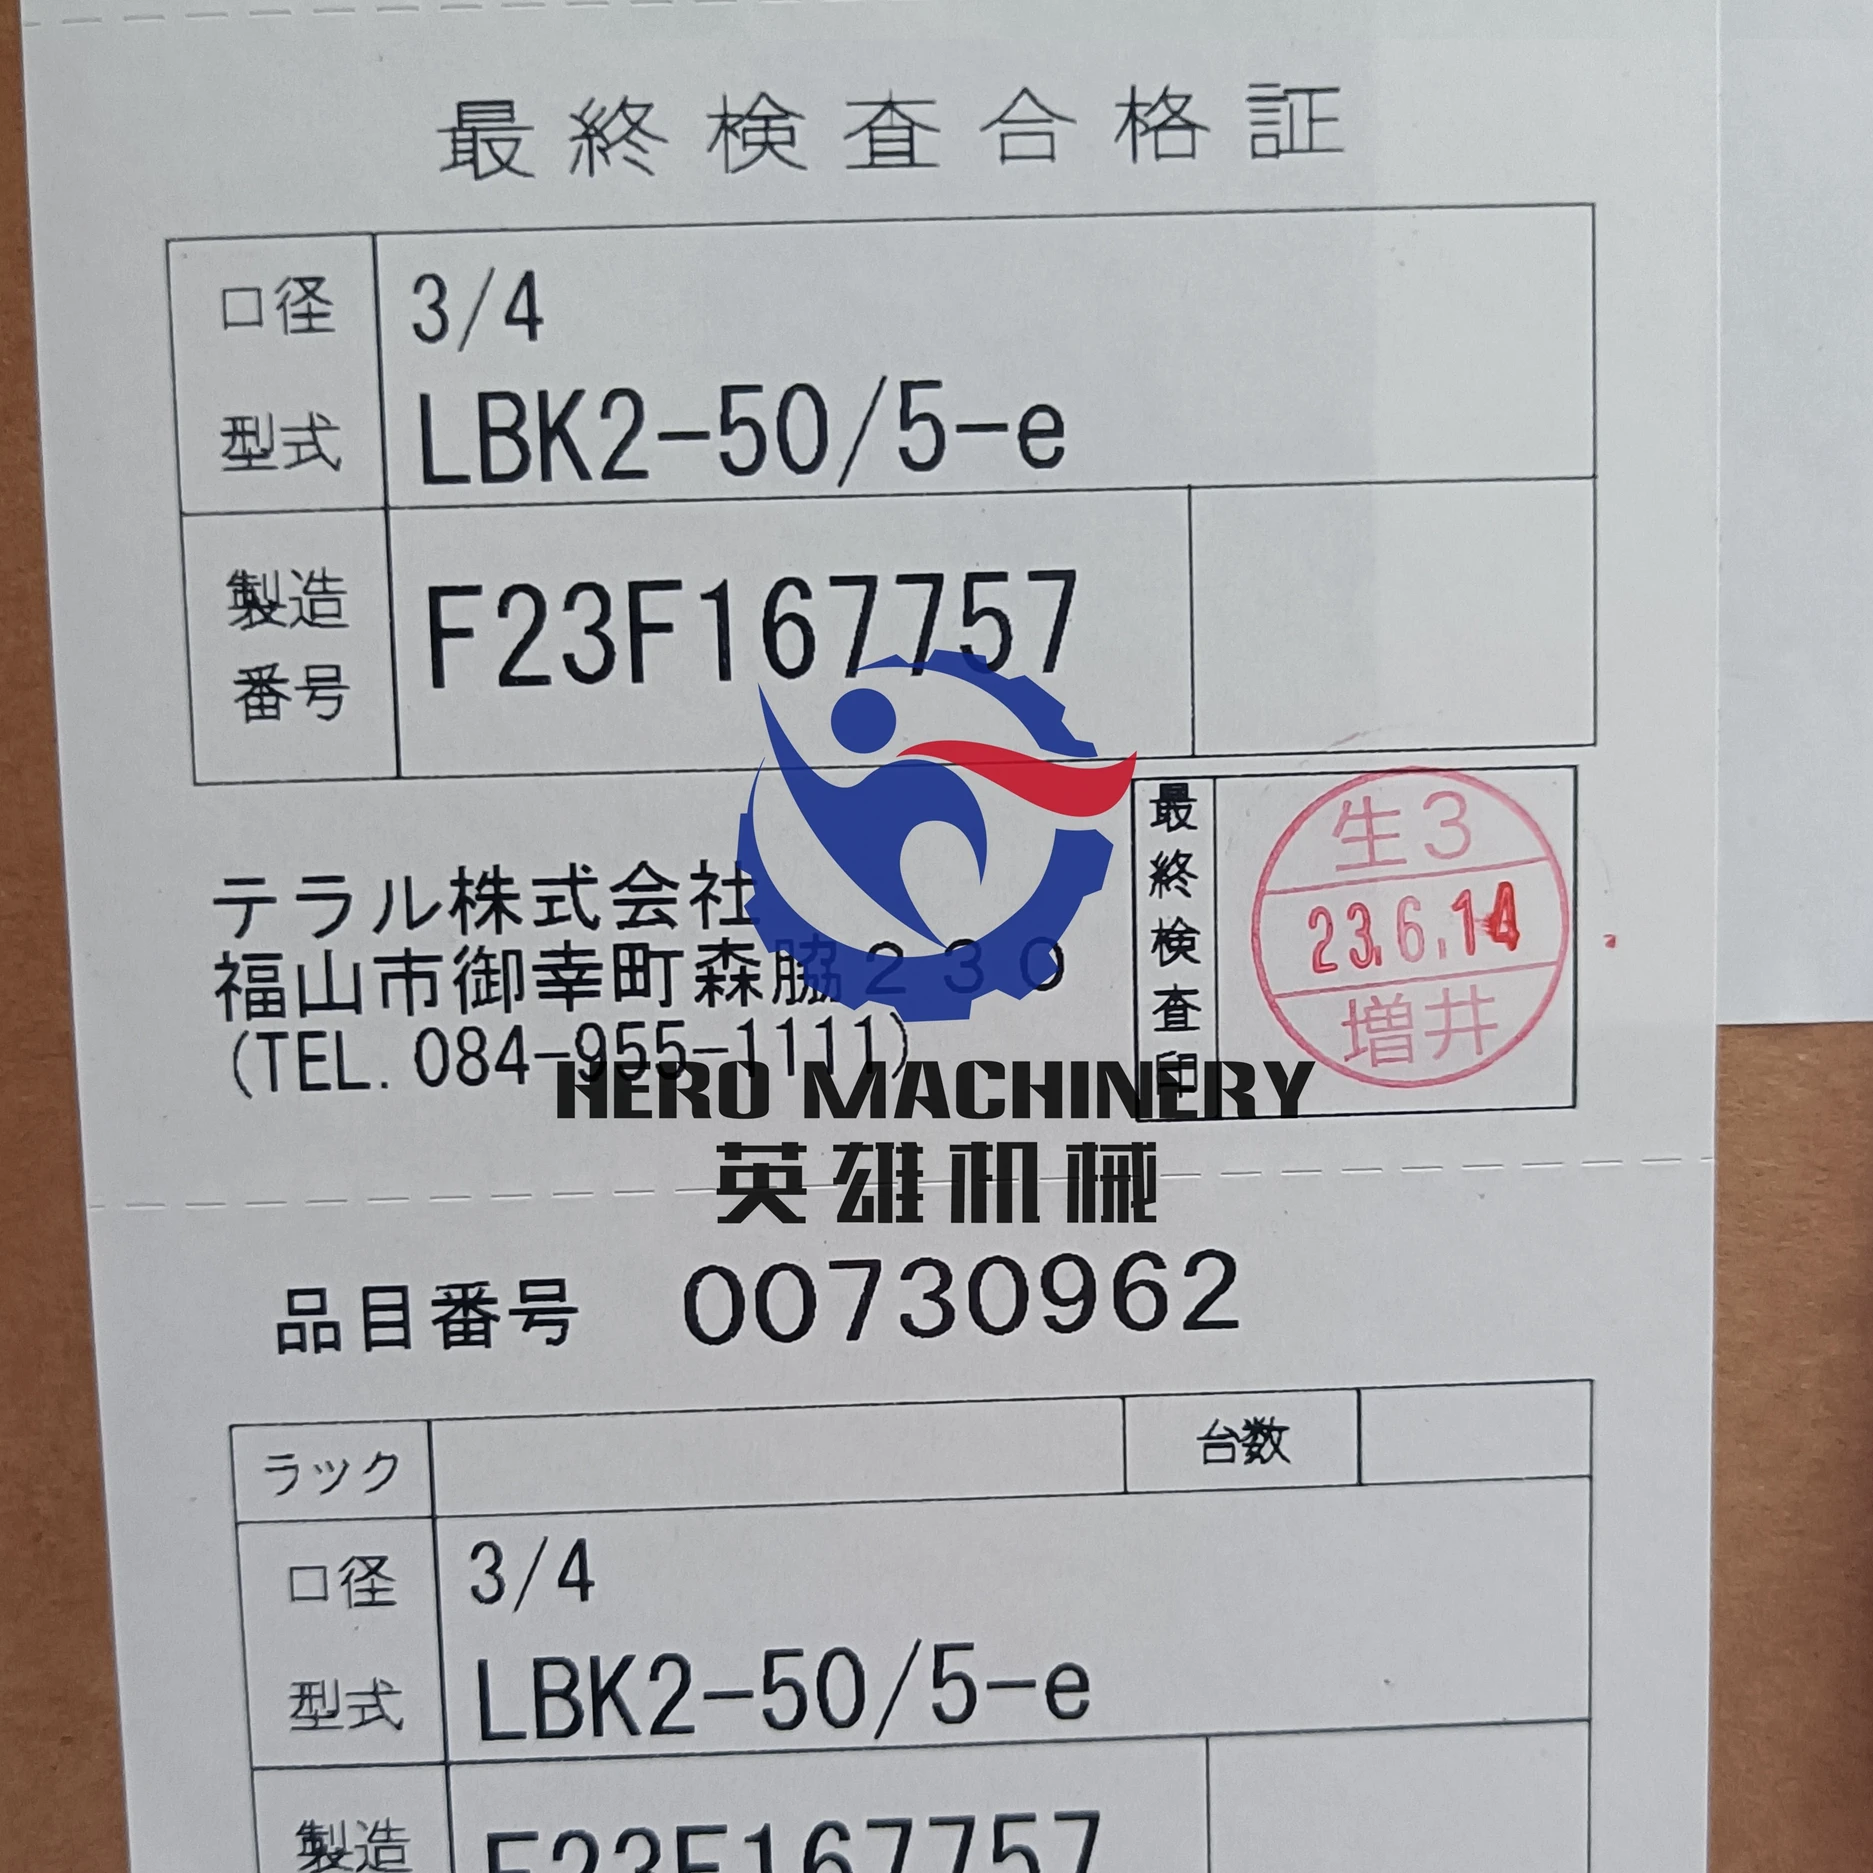 最終検査合格証
口径 3/4
型式 LBK2-50/5-e
製造
番号 F23F167757
テラル株式会社
福山市御幸町森脇230
(TEL. 084-955-1111)
最終検査印
生3
23.6.14
増井
HERO MACHINERY
英雄机械
品目番号 00730962
ラック 台数
口径 3/4
型式 LBK2-50/5-e
製造 F23F167757